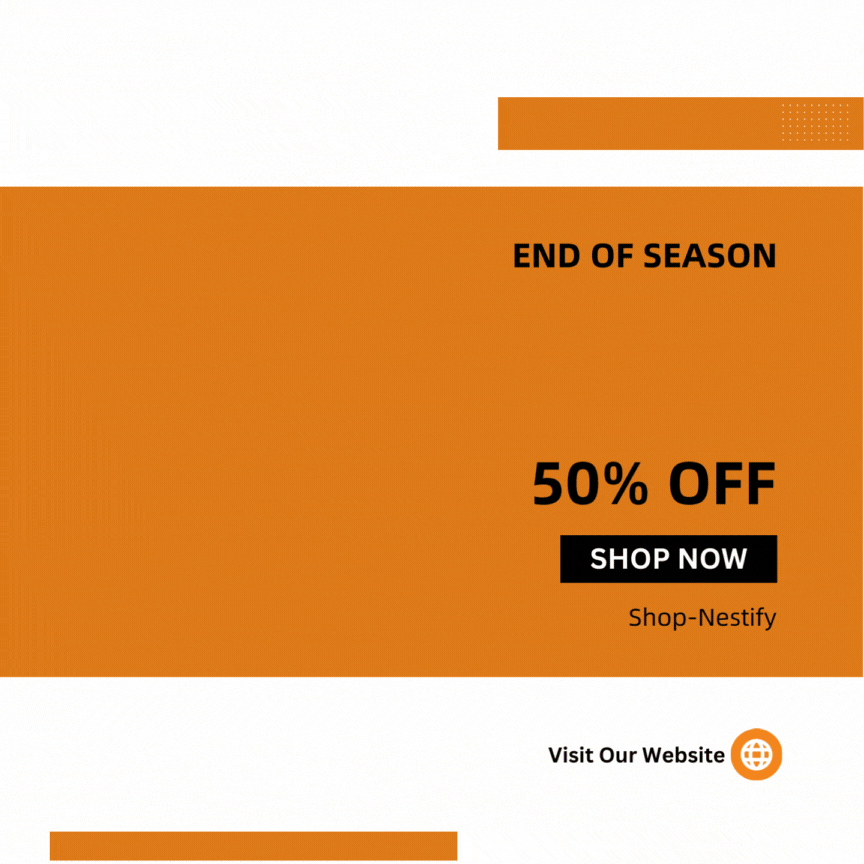 END OF SEASON
50% OFF
SHOP NOW
Shop-Nestify
Visit Our Website